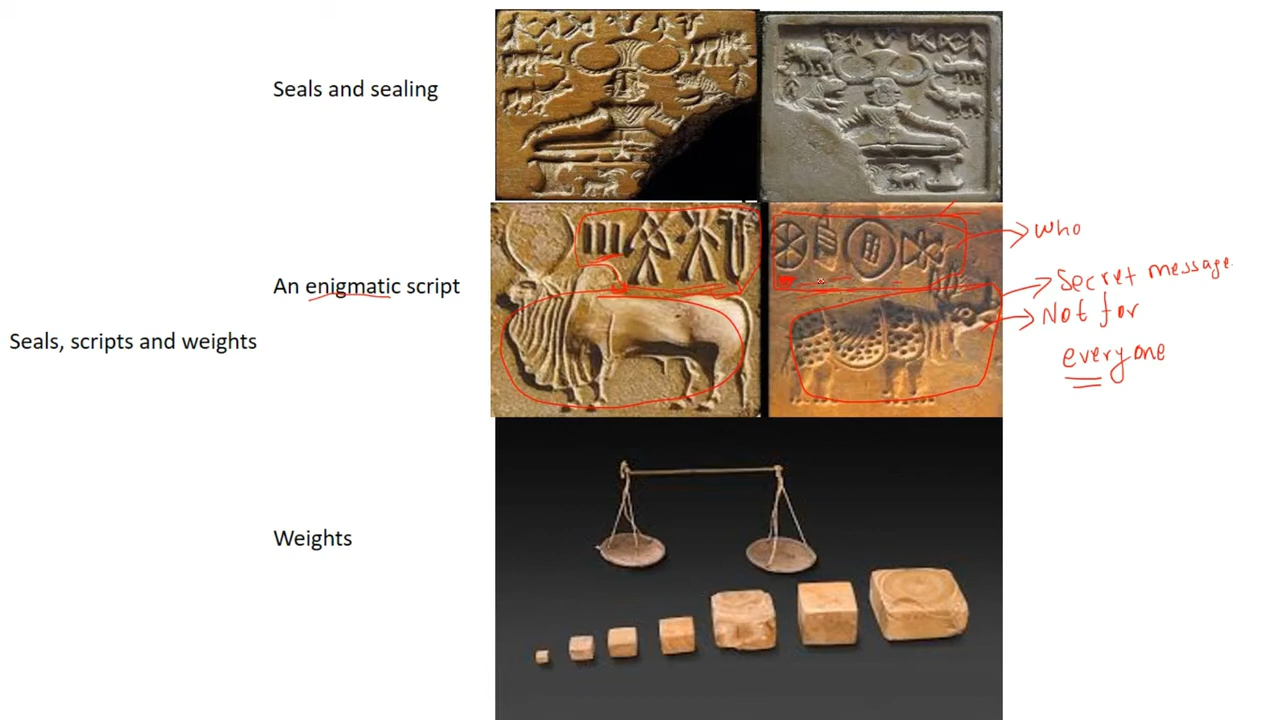 Seals and sealing
who
An enigmatic script
Secret message.
Not for
everyone
Seals, scripts and weights
Weights